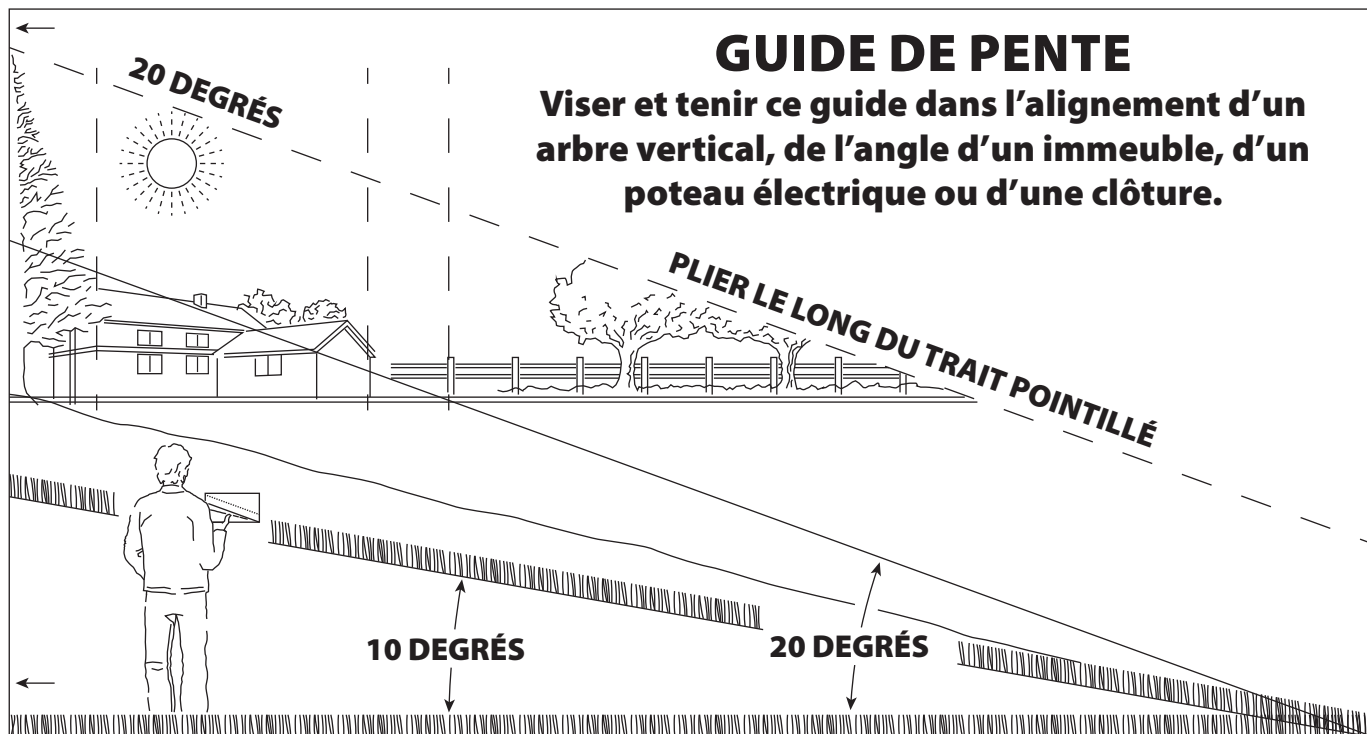 GUIDE DE PENTE
Viser et tenir ce guide dans l’alignement d’un
arbre vertical, de l’angle d’un immeuble, d’un
poteau électrique ou d’une clôture.
20 DEGRÉS
PLIER LE LONG DU TRAIT POINTILLÉ
10 DEGRÉS
20 DEGRÉS